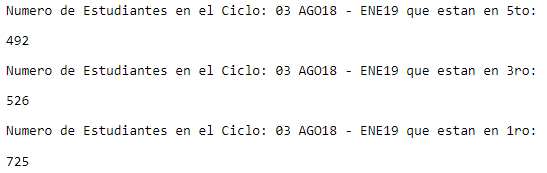 Numero de Estudiantes en el Ciclo: 03 AGO18 - ENE19 que estan en 5to:
492
Numero de Estudiantes en el Ciclo: 03 AGO18 - ENE19 que estan en 3ro:
526
Numero de Estudiantes en el Ciclo: 03 AGO18 - ENE19 que estan en 1ro:
725